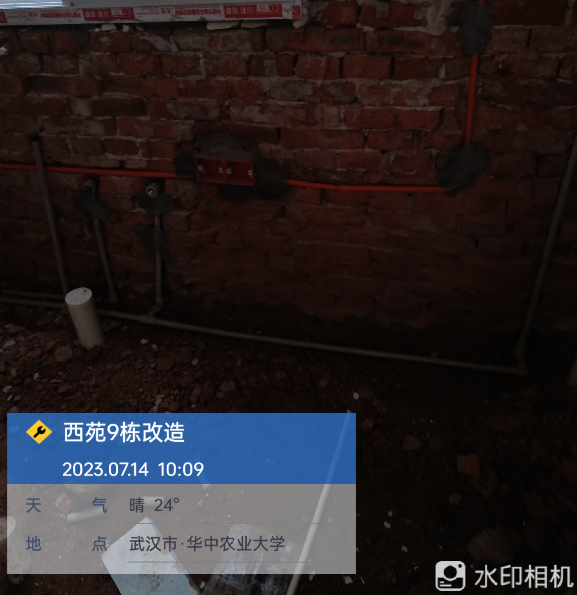 西苑9栋改造
2023.07.14 10:09
天气 晴 24°
地点 武汉市·华中农业大学
水印相机